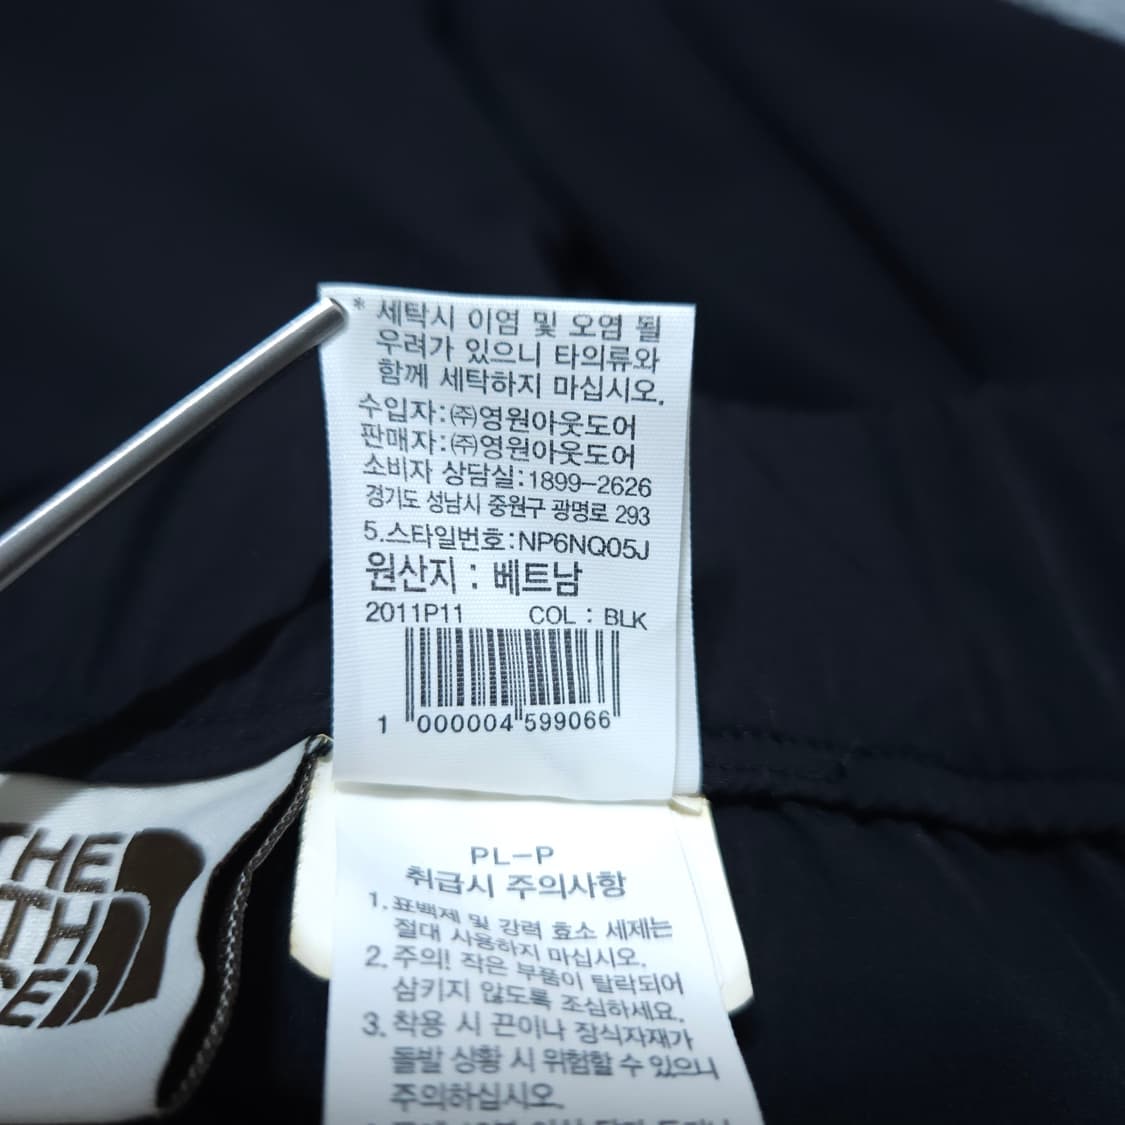 * 세탁시 이염 및 오염 될
우려가 있으니 타의류와
함께 세탁하지 마십시오.
수입자:㈜영원아웃도어
판매자:㈜영원아웃도어
소비자 상담실:1899-2626
경기도 성남시 중원구 광명로 293
5.스타일번호:NP6NQ05J
원산지 : 베트남
2011P11 COL : BLK
1 000004 599066
THE
PL-P
취급시 주의사항
1.표백제 및 강력 효소 세제는
절대 사용하지 마십시오.
2.주의! 작은 부품이 탈락되어
삼키지 않도록 조심하세요.
3.착용 시 끈이나 장식자재가
돌발 상황 시 위험할 수 있으니
주의하십시오.